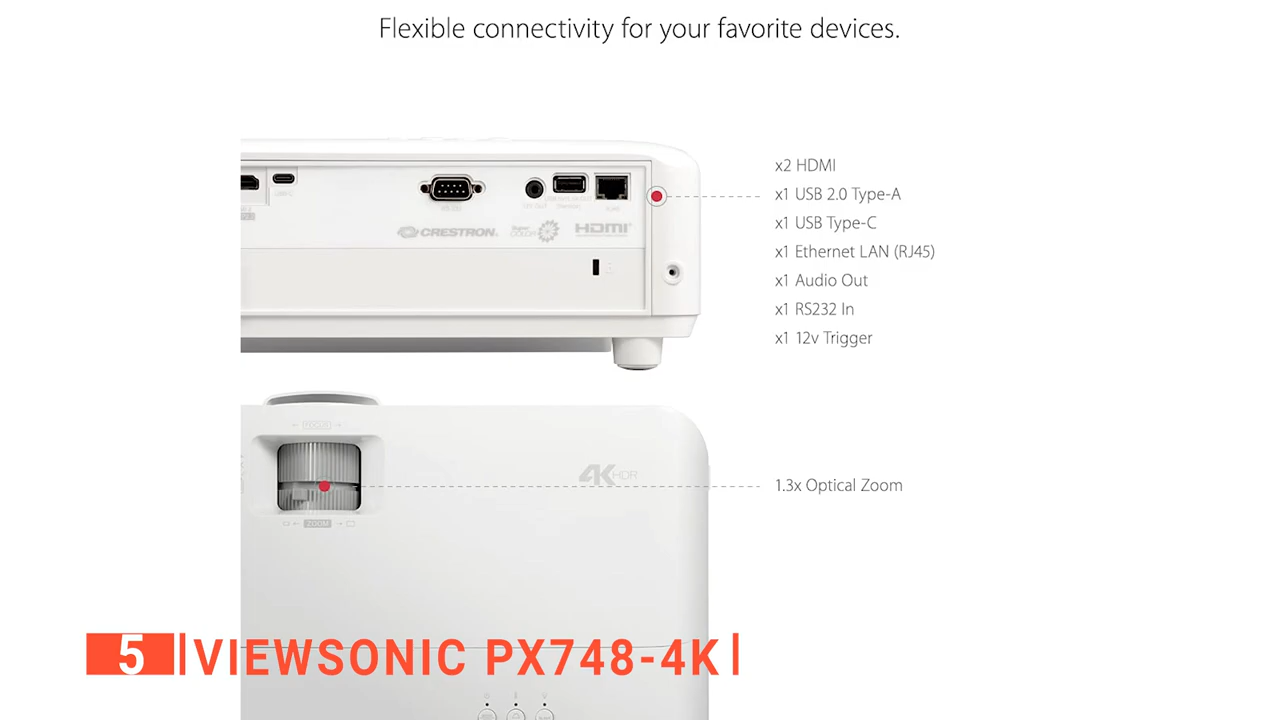 Flexible connectivity for your favorite devices.
x2 HDMI
x1 USB 2.0 Type-A
x1 USB Type-C
x1 Ethernet LAN (RJ45)
x1 Audio Out
x1 RS232 In
x1 12v Trigger
CRESTRON
COLOR
HDMI
FOCUS
4K HDR
1.3x Optical Zoom
ZOOM
5 VIEWSONIC PX748-4K